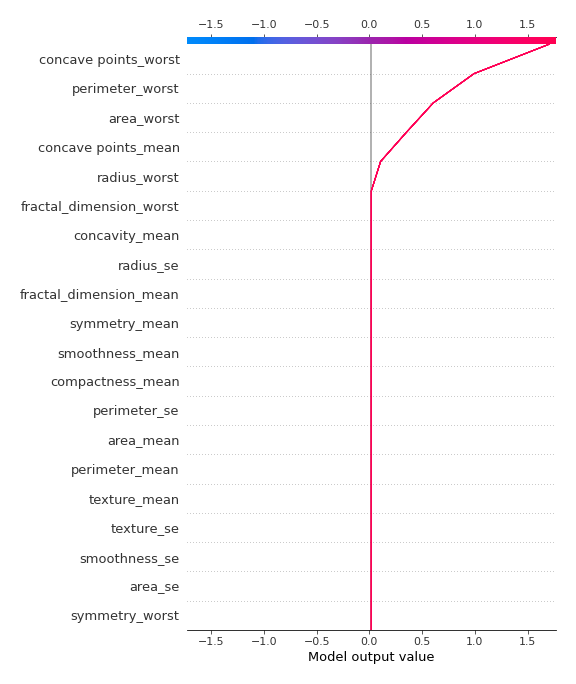 −1.5 −1.0 −0.5 0.0 0.5 1.0 1.5
concave points_worst
perimeter_worst
area_worst
concave points_mean
radius_worst
fractal_dimension_worst
concavity_mean
radius_se
fractal_dimension_mean
symmetry_mean
smoothness_mean
compactness_mean
perimeter_se
area_mean
perimeter_mean
texture_mean
texture_se
smoothness_se
area_se
symmetry_worst
−1.5 −1.0 −0.5 0.0 0.5 1.0 1.5
Model output value